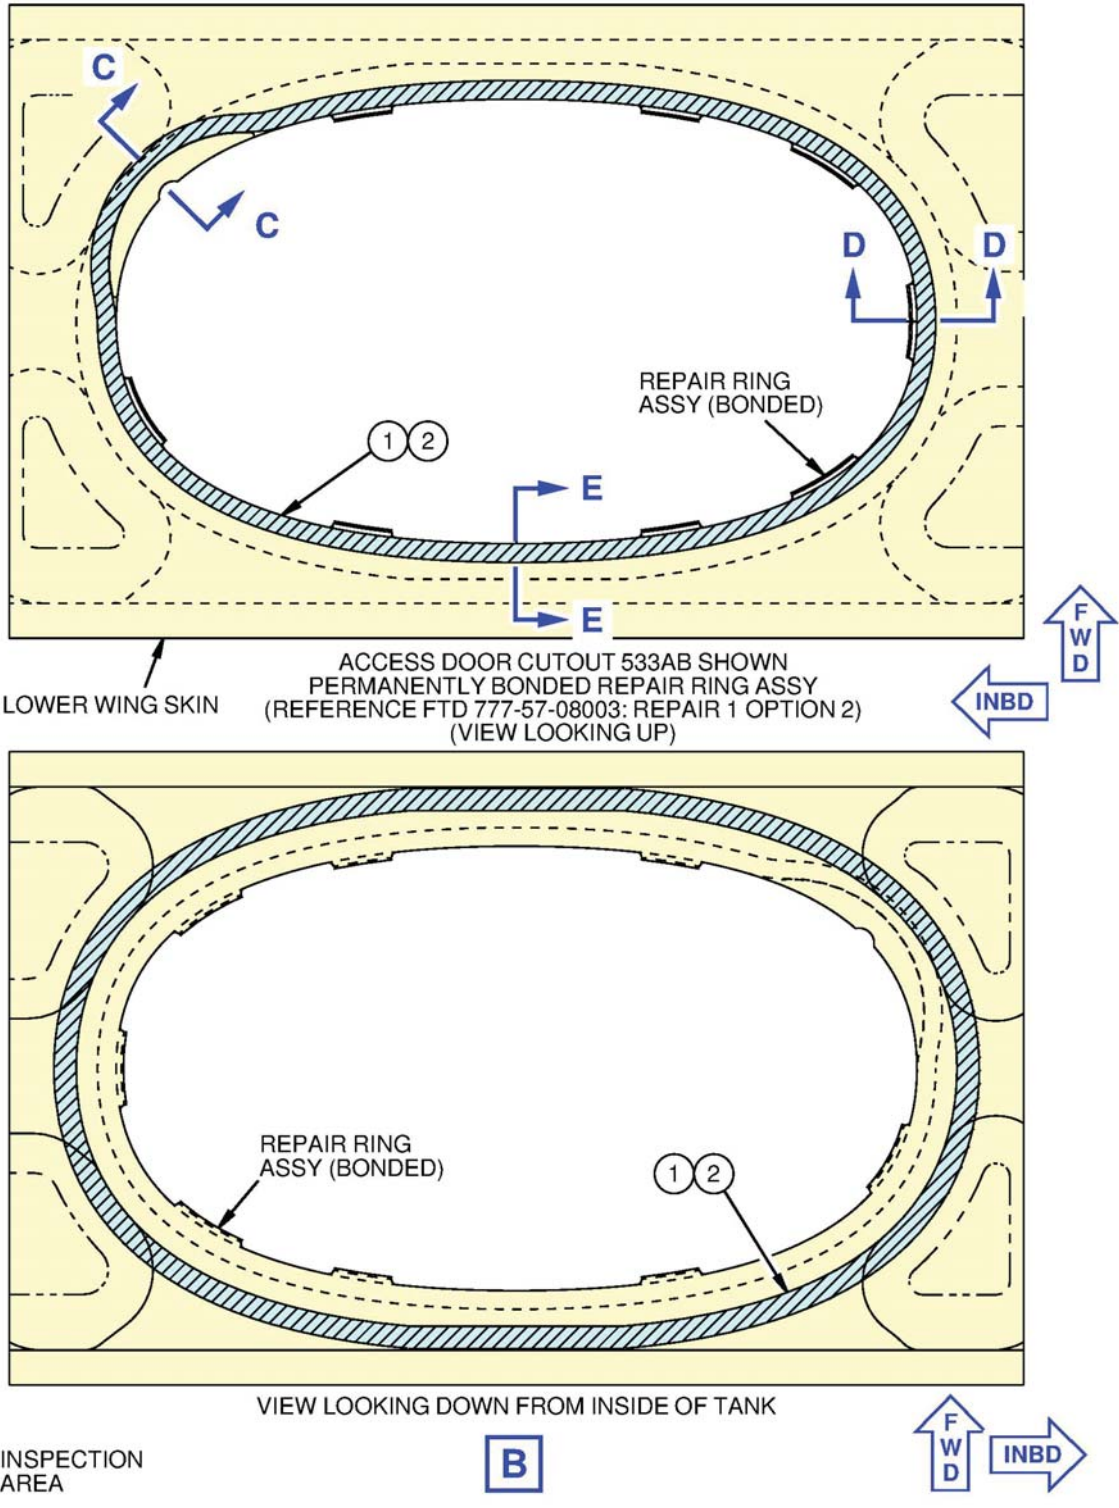 C
C
D
D
REPAIR RING
ASSY (BONDED)
1 2
E
E
FWD
ACCESS DOOR CUTOUT 533AB SHOWN
PERMANENTLY BONDED REPAIR RING ASSY
LOWER WING SKIN
(REFERENCE FTD 777-57-08003: REPAIR 1 OPTION 2)
INBD
(VIEW LOOKING UP)
REPAIR RING
ASSY (BONDED)
1 2
VIEW LOOKING DOWN FROM INSIDE OF TANK
FWD
INBD
INSPECTION
AREA
B